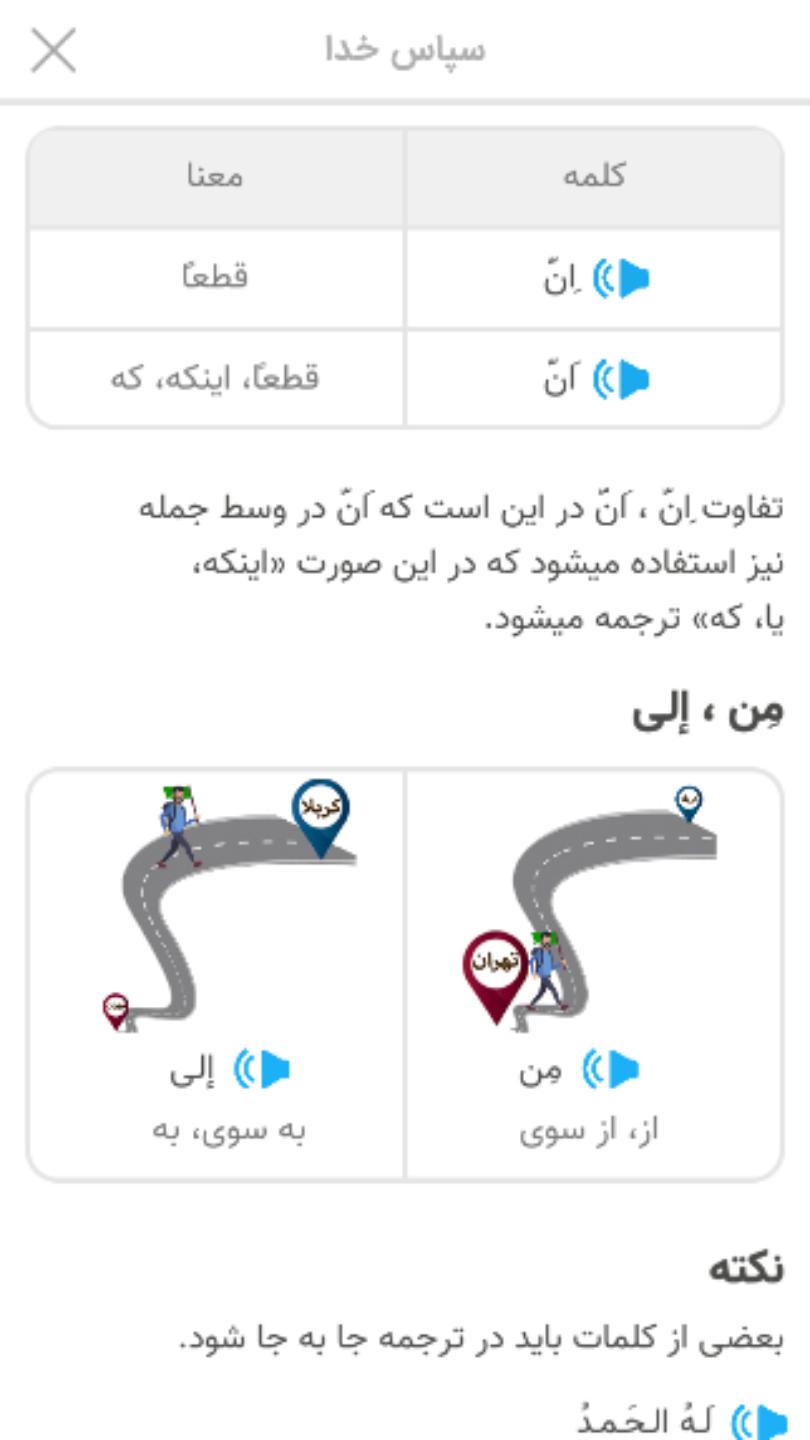 سپاس خدا
کلمه
معنا
اِنّ
قطعاً
اَنّ
قطعاً، اینکه، که
تفاوت اِنّ ، اَنّ در این است که اَنّ در وسط جمله
نیز استفاده میشود که در این صورت «اینکه،
یا، که» ترجمه میشود.
مِن ، إلی
تهران
کربلا
مِن
إلی
از، از سوی
به سوی، به
نکته
بعضی از کلمات باید در ترجمه جا به جا شود.
لَهُ الحَمدُ